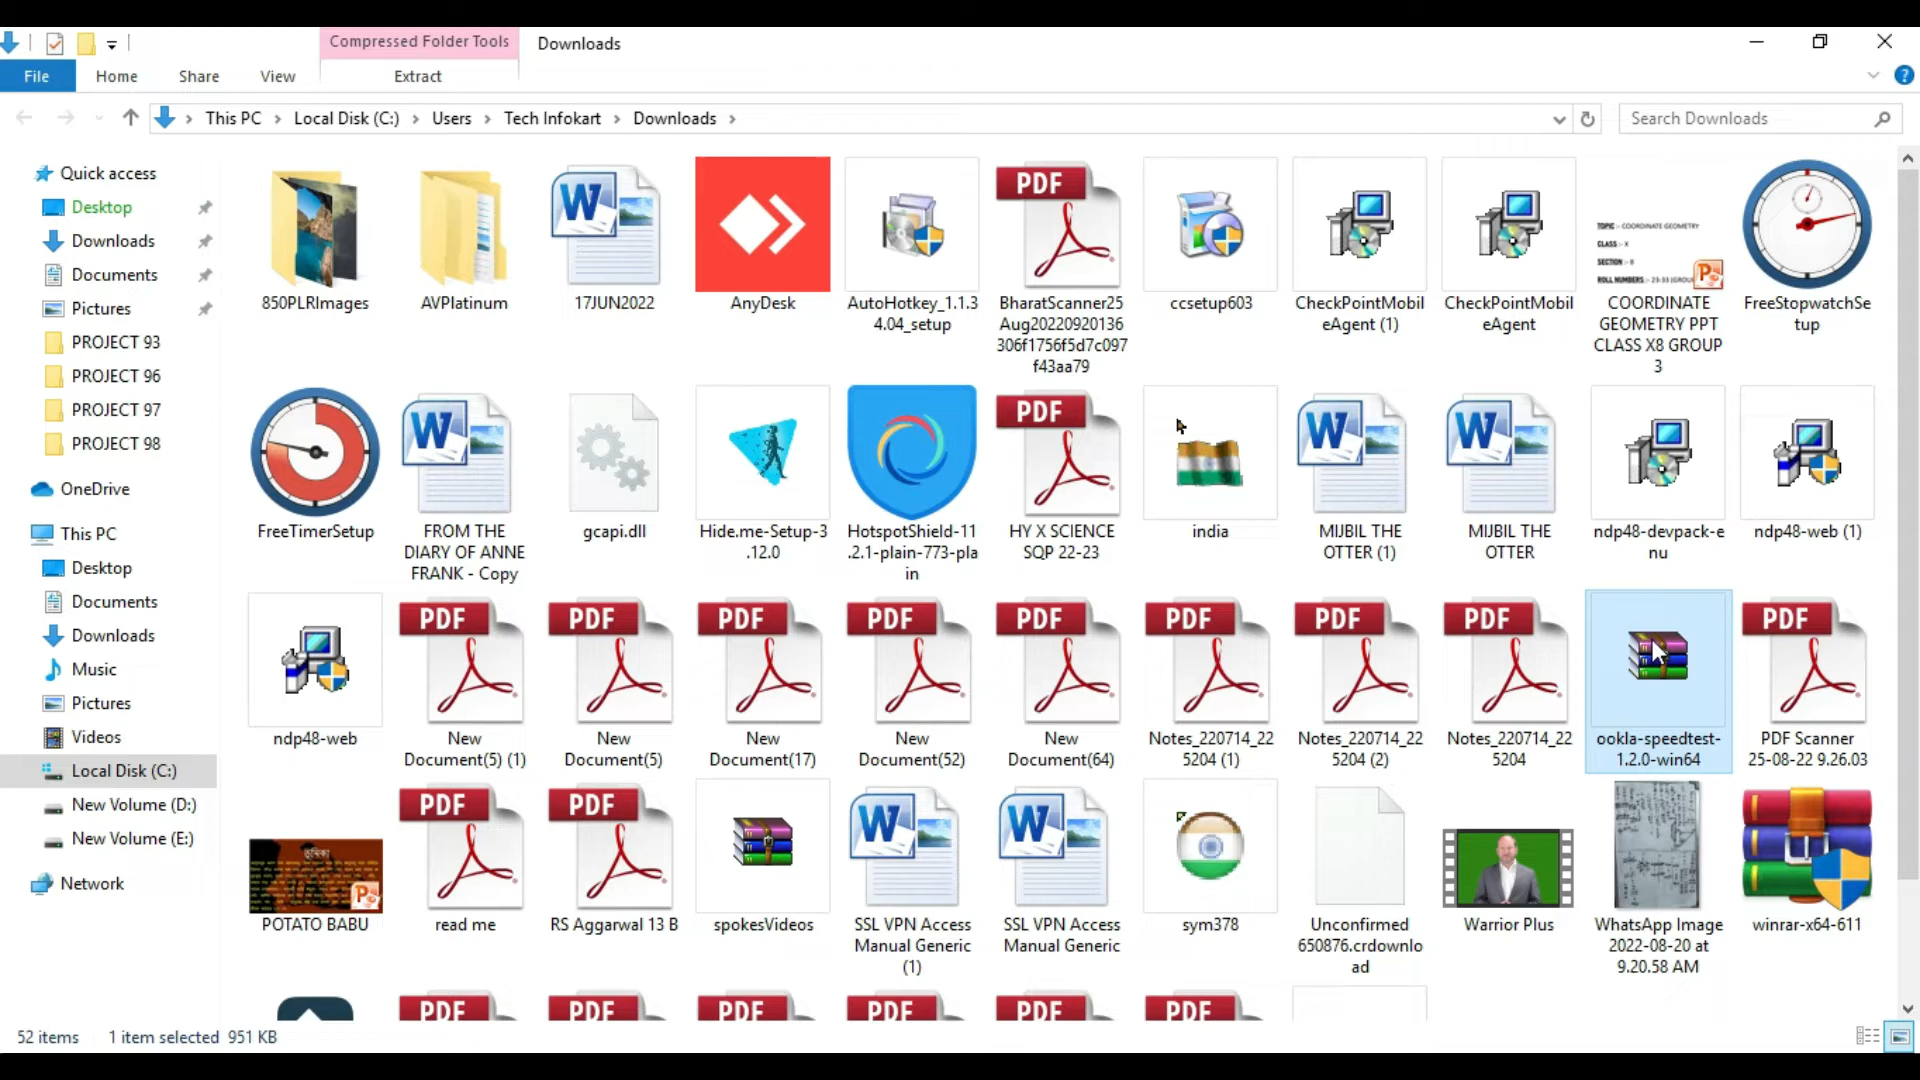 Compressed Folder Tools
Downloads
File
Home
Share
View
Extract
This PC
Local Disk (C:)
Users
Tech Infokart
Downloads
Search Downloads
Quick access
Desktop
Downloads
Documents
Pictures
PROJECT 93
PROJECT 96
PROJECT 97
PROJECT 98
OneDrive
This PC
Desktop
Documents
Downloads
Music
Pictures
Videos
Local Disk (C:)
New Volume (D:)
New Volume (E:)
Network
850PLRImages
AVPlatinum
17JUN2022
AnyDesk
AutoHotkey_1.1.3
4.04_setup
PDF
BharatScanner25
Aug20220920136
306f1756f5d7c097
f43aa79
ccsetup603
CheckPointMobil
eAgent (1)
CheckPointMobil
eAgent
TOPIC :- COORDINATE GEOMETRY
CLASS :- X
SECTION :- B
ROLL NUMBERS :- 23-33 (GROU
COORDINATE
GEOMETRY PPT
CLASS X8 GROUP
3
FreeStopwatchSe
tup
FreeTimerSetup
FROM THE
DIARY OF ANNE
FRANK - Copy
gcapi.dll
Hide.me-Setup-3
.12.0
HotspotShield-11
.2.1-plain-773-pla
in
PDF
HY X SCIENCE
SQP 22-23
india
MIJBIL THE
OTTER (1)
MIJBIL THE
OTTER
ndp48-devpack-e
nu
ndp48-web (1)
ndp48-web
PDF
New
Document(5) (1)
PDF
New
Document(5)
PDF
New
Document(17)
PDF
New
Document(52)
PDF
New
Document(64)
PDF
Notes_220714_22
5204 (1)
PDF
Notes_220714_22
5204 (2)
PDF
Notes_220714_22
5204
ookla-speedtest-
1.2.0-win64
PDF
PDF Scanner
25-08-22 9.26.03
ভূমিকা
POTATO BABU
PDF
read me
PDF
RS Aggarwal 13 B
spokesVideos
SSL VPN Access
Manual Generic
(1)
SSL VPN Access
Manual Generic
sym378
Unconfirmed
650876.crdownlo
ad
Warrior Plus
WhatsApp Image
2022-08-20 at
9.20.58 AM
winrar-x64-611
PDF
PDF
PDF
PDF
PDF
PDF
52 items
1 item selected 951 KB